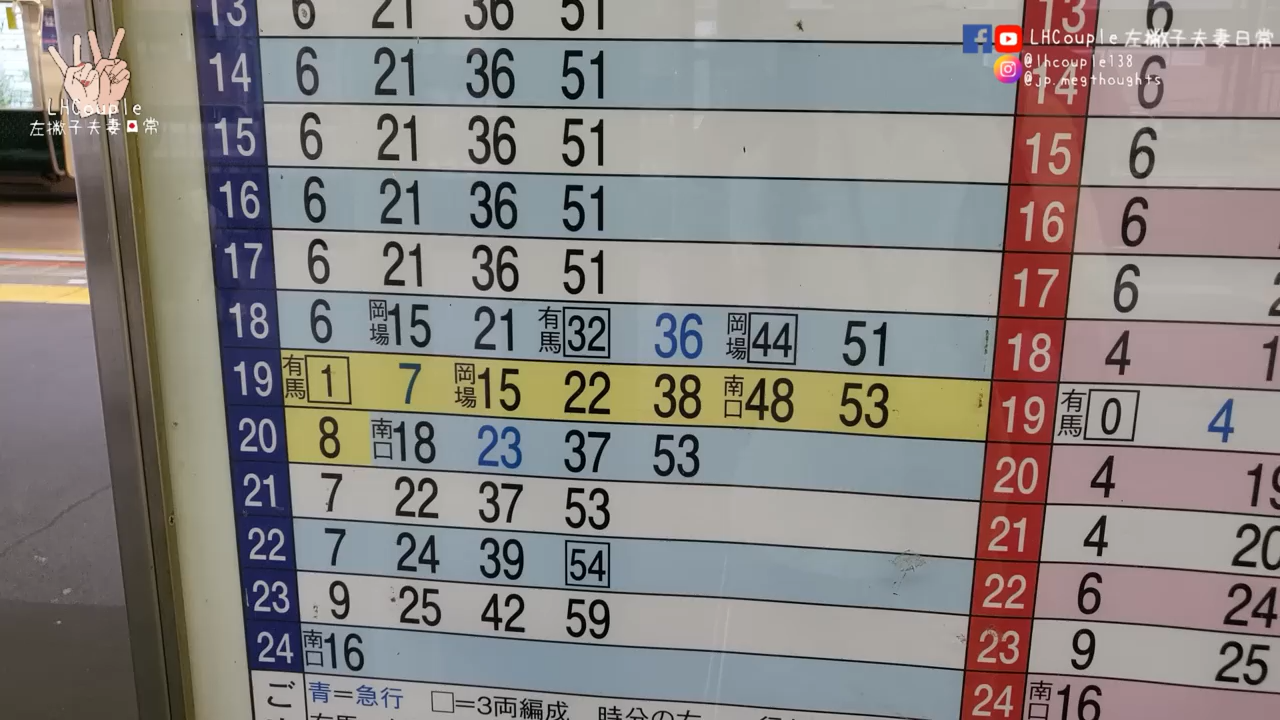 13 6 21 36 51
14 6 21 36 51
15 6 21 36 51
16 6 21 36 51
17 6 21 36 51
18 6 岡場15 21 有馬32 36 岡場44 51
19 有馬1 7 岡場15 22 38 南口48 53
20 8 南口18 23 37 53
21 7 22 37 53
22 7 24 39 54
23 9 25 42 59
24 南口16
青=急行 □=3両編成
13 6
14 6
15 6
16 6
17 6
18 4
19 有馬0 4
20 4 19
21 4 20
22 6 24
23 9 25
24 南口16
LHCouple
左撇子夫妻日常
LHCouple左撇子夫妻日常
@lhcouple138
@jp.megthoughts